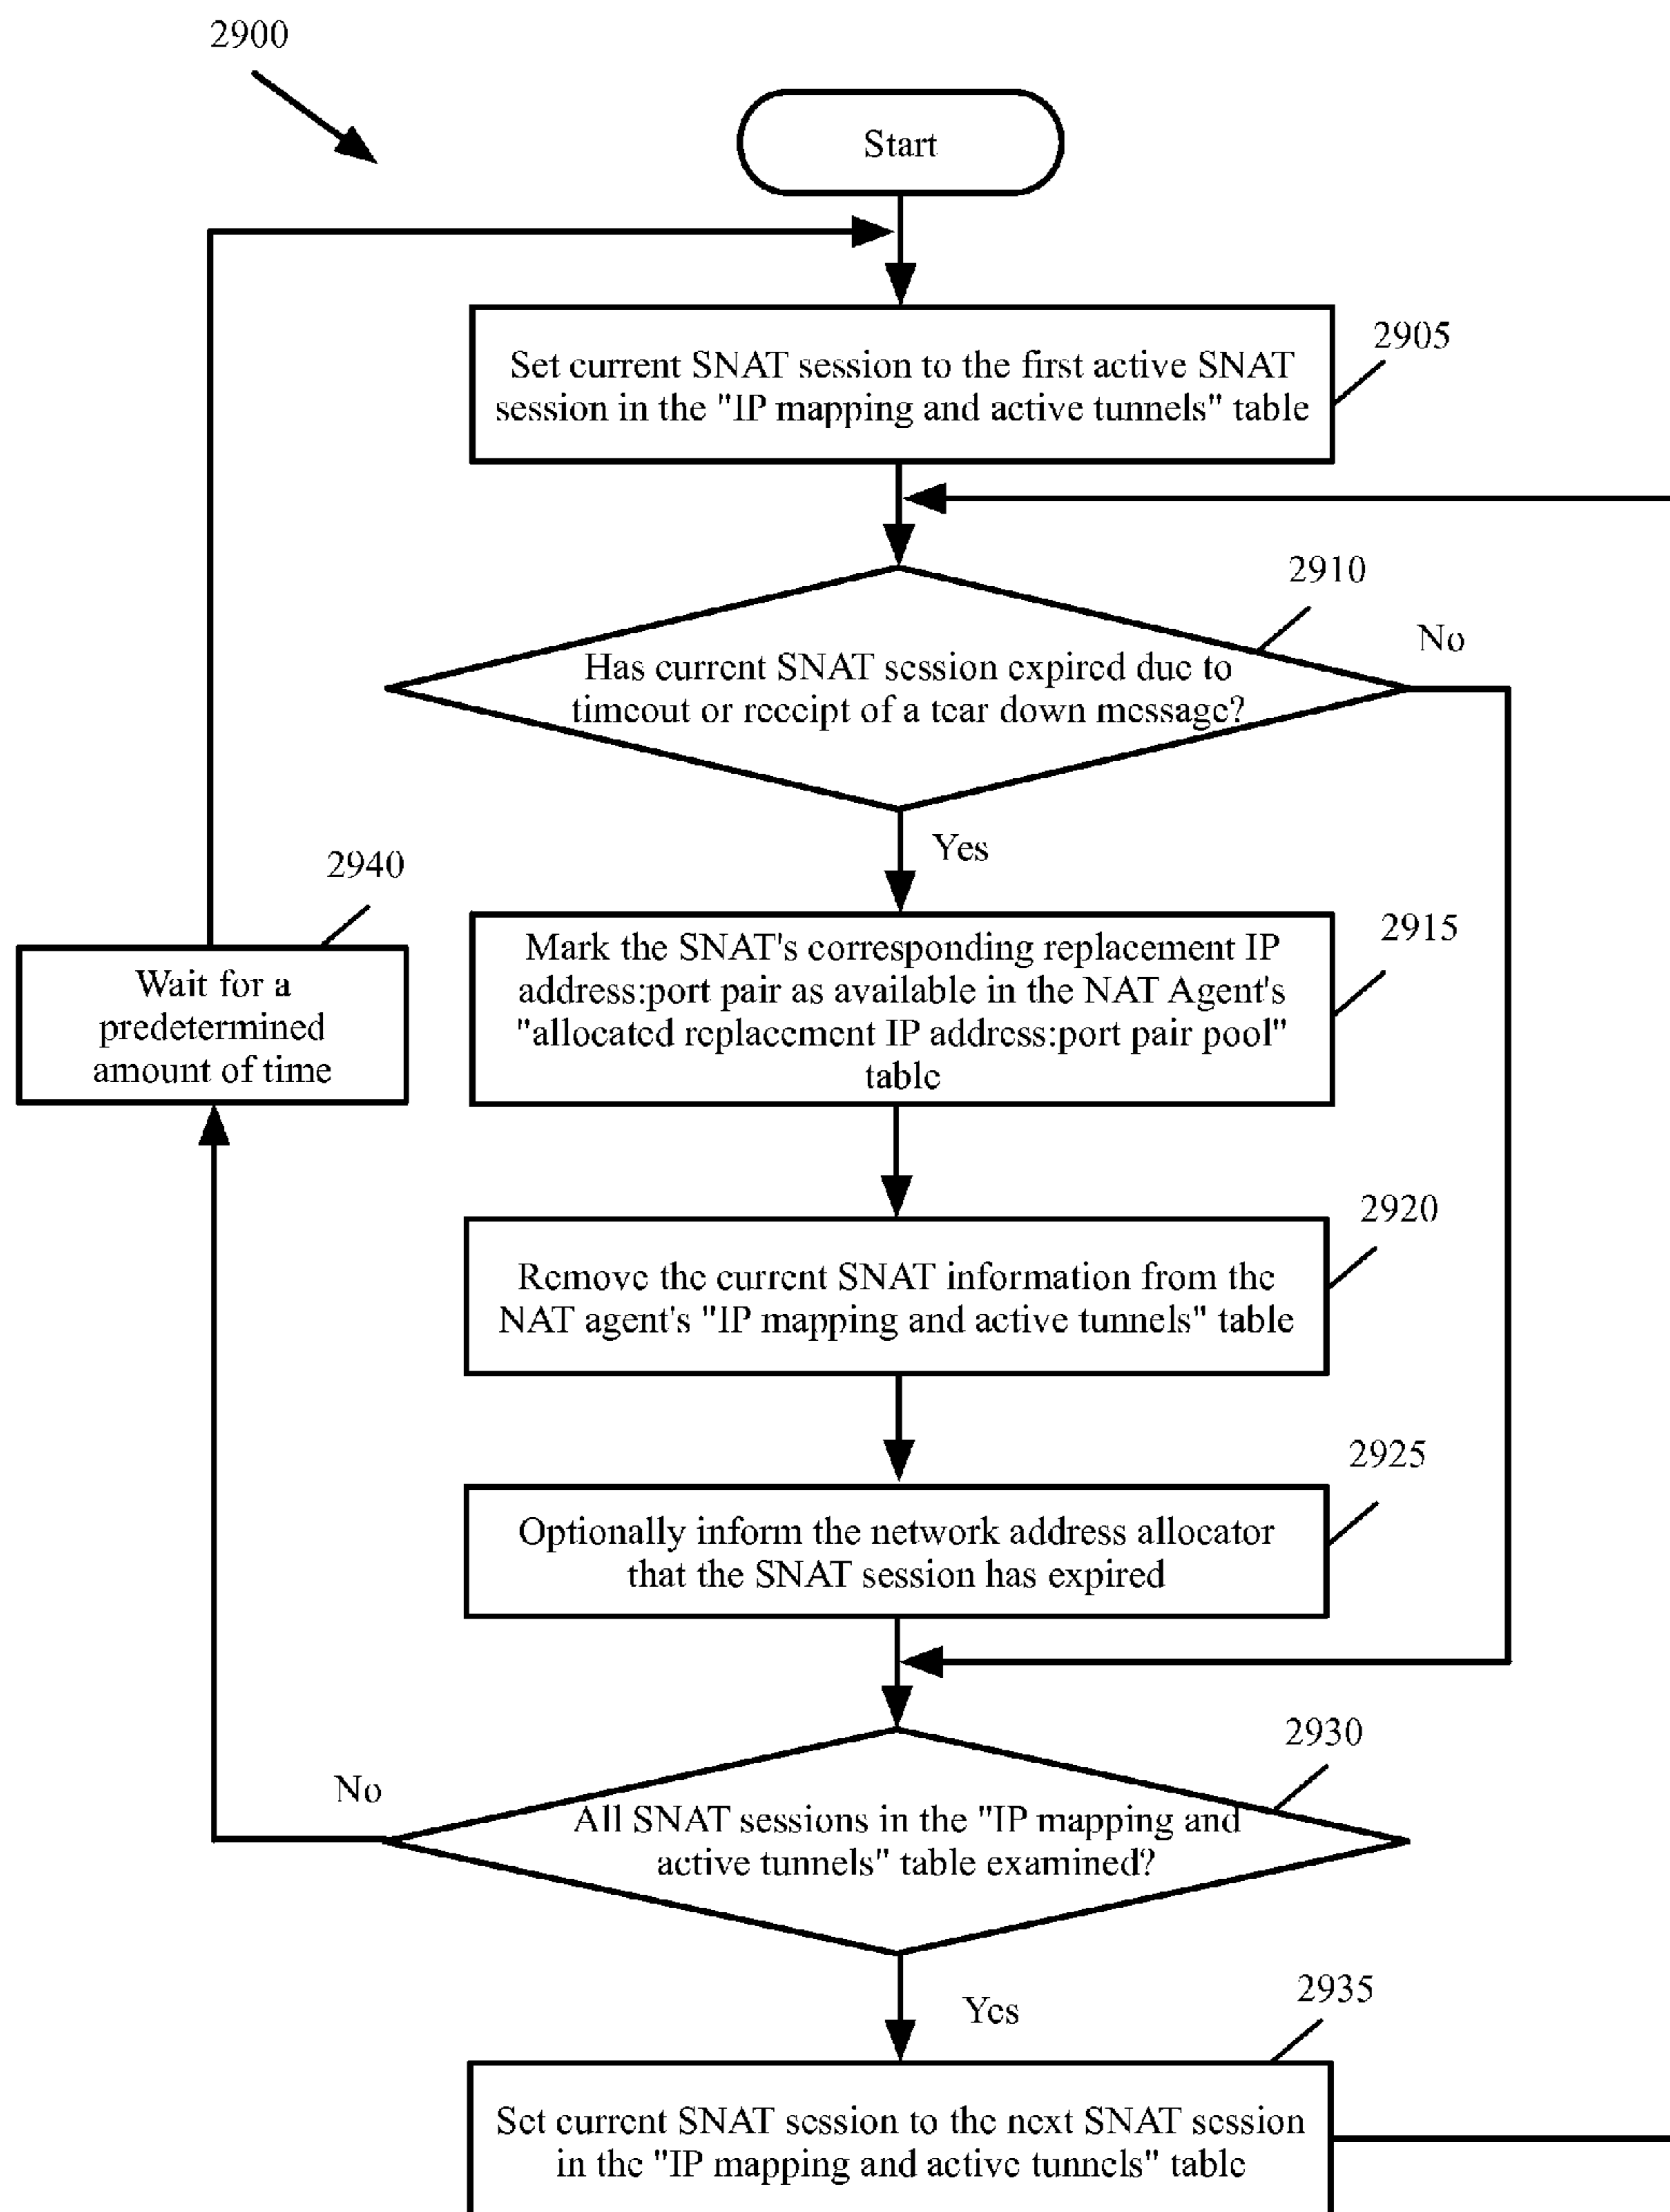 2900
Start
2905
Set current SNAT session to the first active SNAT
session in the "IP mapping and active tunnels" table
2910
No
Has current SNAT session expired due to
timeout or receipt of a tear down message?
Yes
2940
Wait for a
predetermined
amount of time
2915
Mark the SNAT's corresponding replacement IP
address:port pair as available in the NAT Agent's
"allocated replacement IP address:port pair pool"
table
2920
Remove the current SNAT information from the
NAT agent's "IP mapping and active tunnels" table
2925
Optionally inform the network address allocator
that the SNAT session has expired
2930
No
All SNAT sessions in the "IP mapping and
active tunnels" table examined?
Yes
2935
Set current SNAT session to the next SNAT session
in the "IP mapping and active tunnels" table